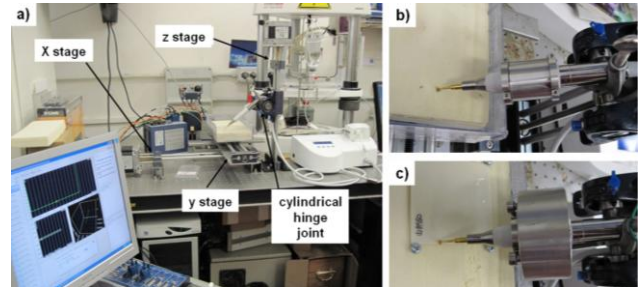 a)
z stage
X stage
y stage
cylindrical
hinge
joint
b)
c)